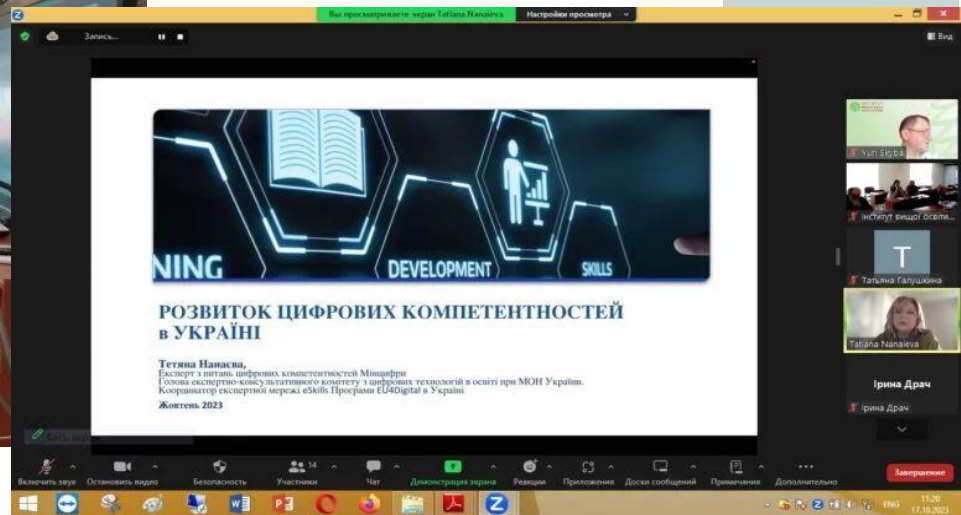 Вы просматриваете экран Tatiana Nanaieva
Настройки просмотра
Запись...
Вид
NING
DEVELOPMENT
SKILLS
РОЗВИТОК ЦИФРОВИХ КОМПЕТЕНТНОСТЕЙ
в УКРАЇНІ
Тетяна Нанаєва,
Експерт з питань цифрових компетентностей Мінцифри
Голова експертно-консультативного комітету з цифрових технологій в освіті при МОН України.
Координатор експертної мережі eSkills Програми EU4Digital в Україні
Жовтень 2023
Yuri Skyba
Інститут вищої освіти...
T
Татьяна Галушкина
Tatiana Nanaieva
Ірина Драч
Ірина Драч
Включить звук
Остановить видео
Безопасность
Участники
14
Чат
Демонстрация экрана
Реакции
Приложения
Доски сообщений
Примечания
Дополнительно
Завершение
ENG
11:20
17.10.2023